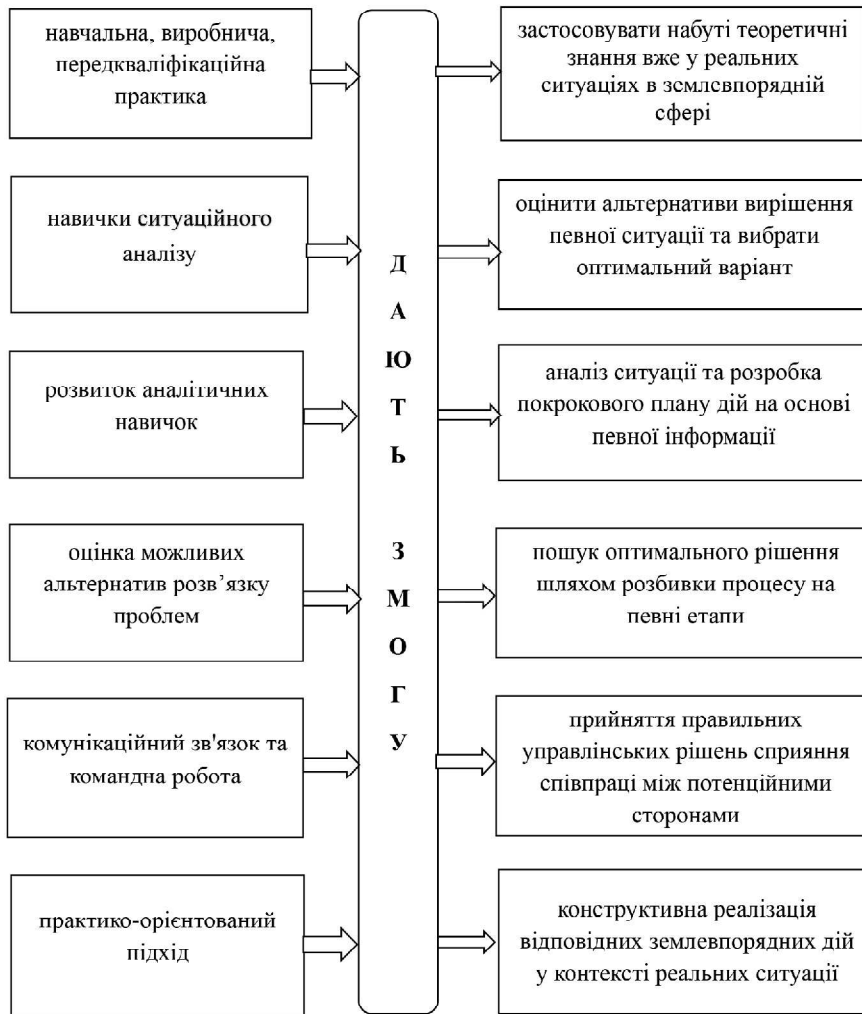 навчальна, виробнича,
передкваліфікаційна
практика
застосовувати набуті теоретичні
знання вже у реальних
ситуаціях в землевпорядній
сфері
навички ситуаційного
аналізу
оцінити альтернативи вирішення
певної ситуації та вибрати
оптимальний варіант
розвиток аналітичних
навичок
аналіз ситуації та розробка
покрокового плану дій на основі
певної інформації
оцінка можливих
альтернатив розв’язку
проблем
пошук оптимального рішення
шляхом розбивки процесу на
певні етапи
комунікаційний зв'язок та
командна робота
прийняття правильних
управлінських рішень сприяння
співпраці між потенційними
сторонами
практико-орієнтований
підхід
конструктивна реалізація
відповідних землевпорядних дій
у контексті реальних ситуації
ДАЮТЬ ЗМОГУ